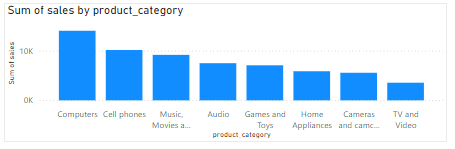 Sum of sales by product_category
Sum of sales
10K
0K
Computers
Cell phones
Music,
Movies a...
Audio
Games and
Toys
Home
Appliances
Cameras
and camc...
TV and
Video
product_category